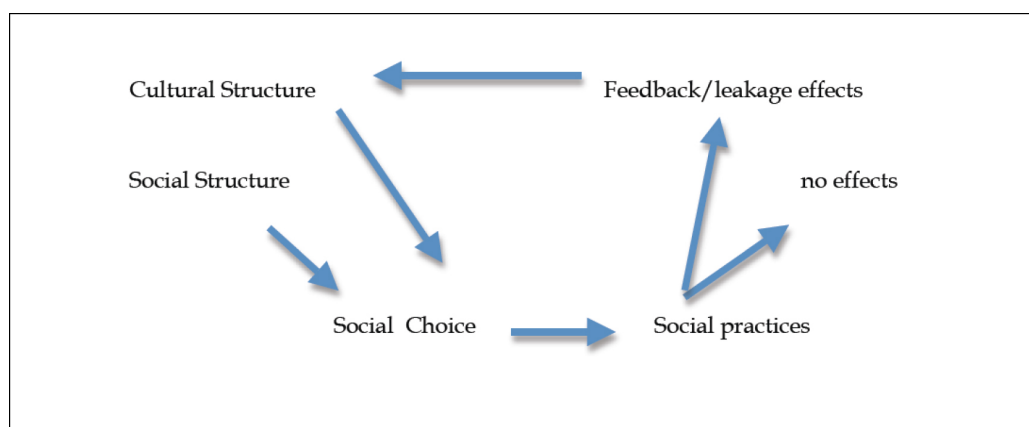 Cultural Structure
Feedback/leakage effects
Social Structure
no effects
Social Choice
Social practices